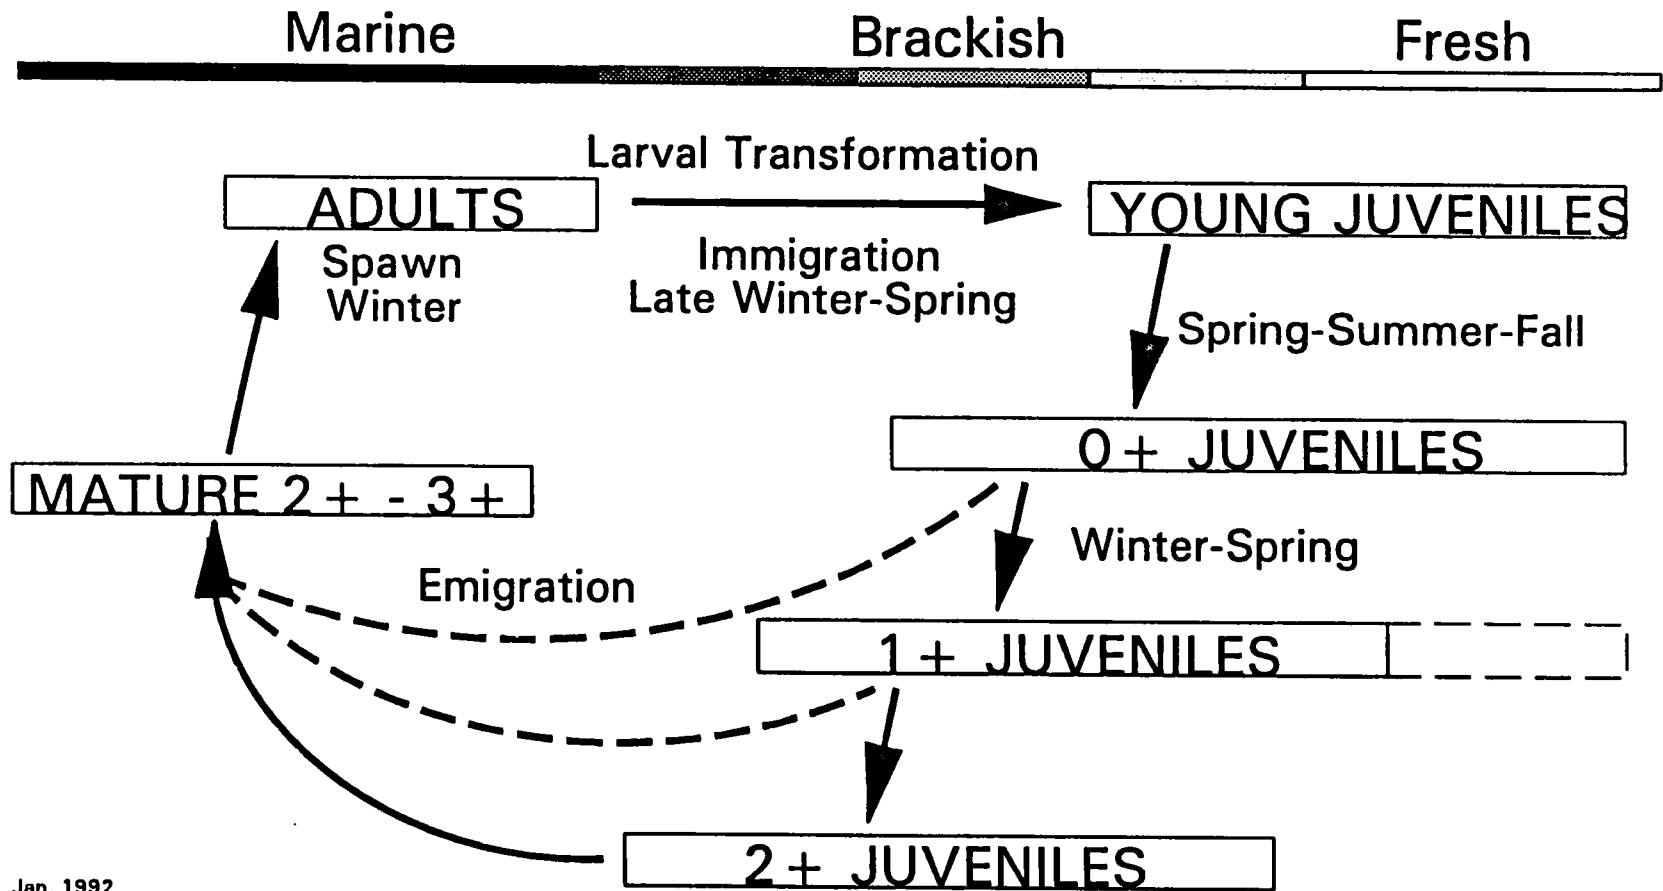 Marine Brackish Fresh
Larval Transformation
ADULTS
YOUNG JUVENILES
Spawn
Winter
Immigration
Late Winter-Spring
Spring-Summer-Fall
0+ JUVENILES
MATURE 2+ - 3+
Winter-Spring
Emigration
1+ JUVENILES
2+ JUVENILES
Jan. 1992